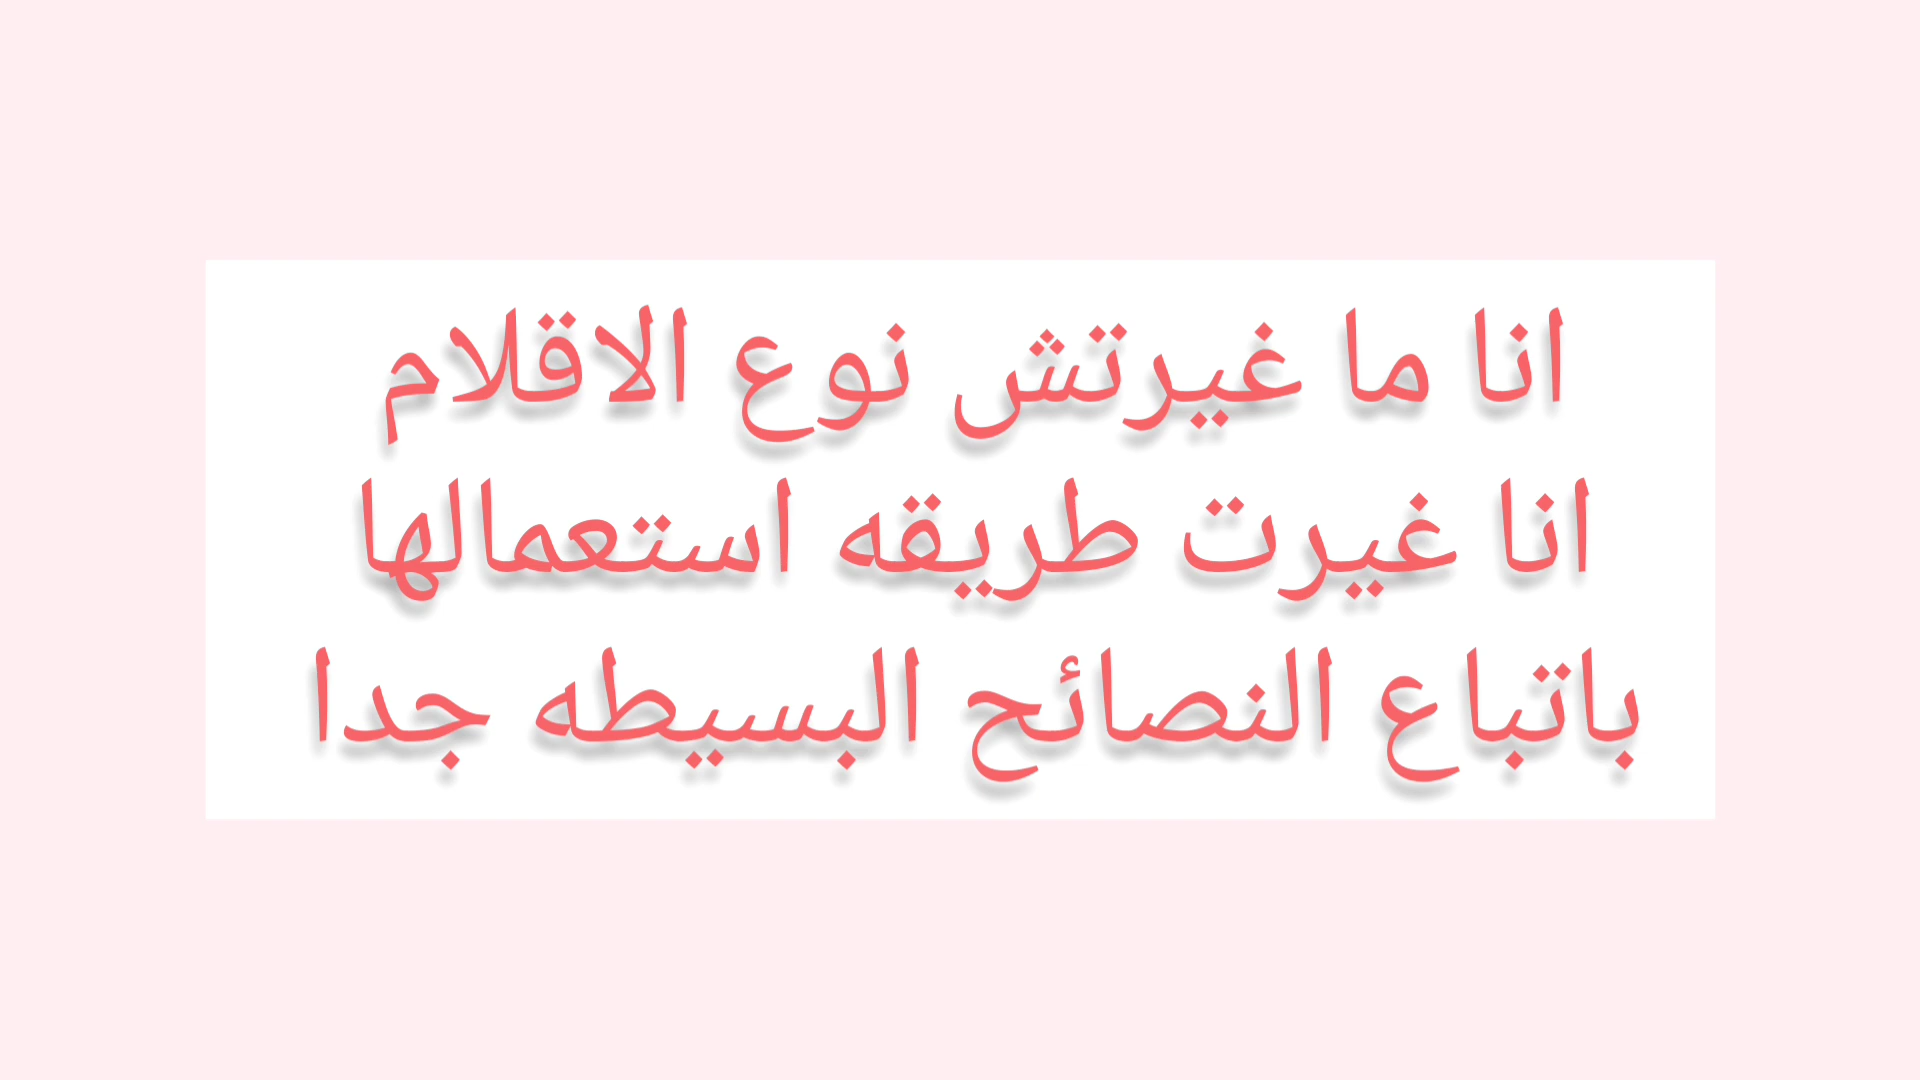 انا ما غيرتش نوع الاقلام
انا غيرت طريقه استعمالها
باتباع النصائح البسيطه جدا